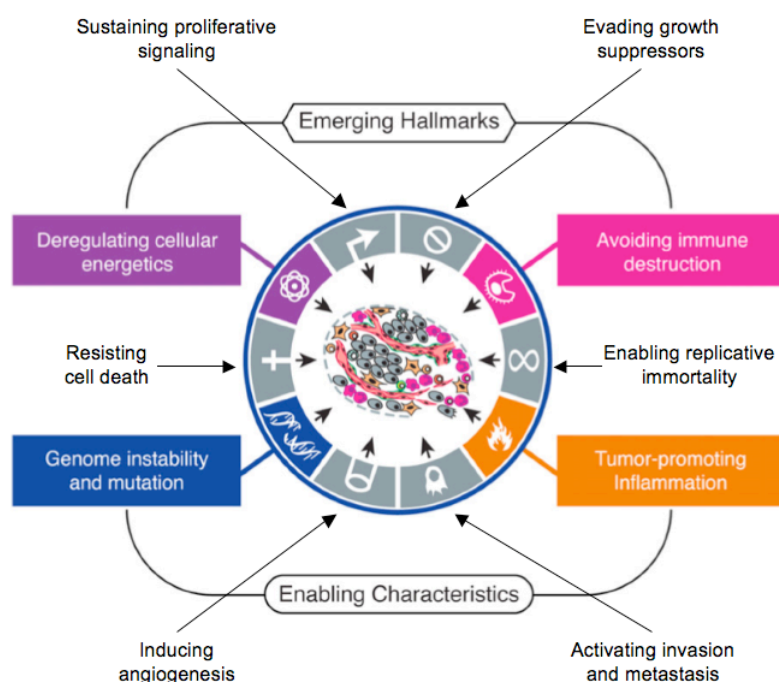 Sustaining proliferative
signaling
Evading growth
suppressors
Emerging Hallmarks
Deregulating cellular
energetics
Avoiding immune
destruction
Resisting
cell death
Enabling replicative
immortality
Genome instability
and mutation
Tumor-promoting
Inflammation
Enabling Characteristics
Inducing
angiogenesis
Activating invasion
and metastasis